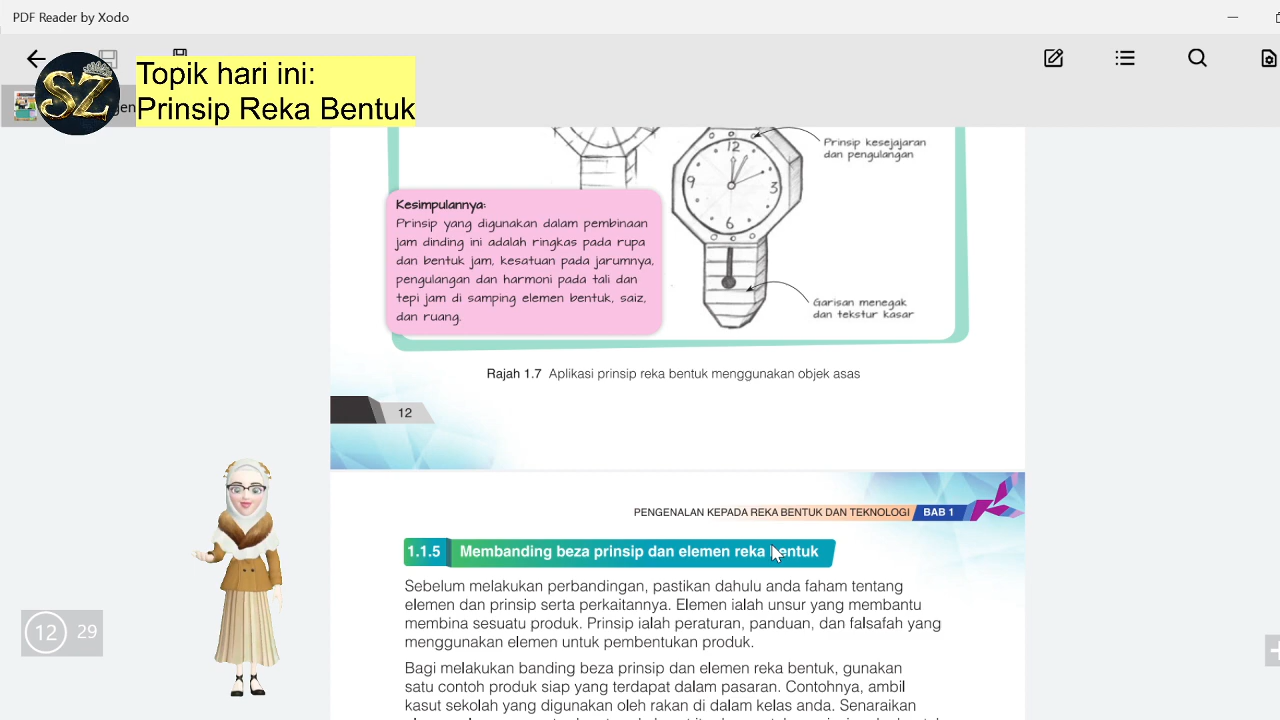 PDF Reader by Xodo
Topik hari ini:
Prinsip Reka Bentuk
SZ
gen
12
9
3
6
Prinsip kesejajaran
dan pengulangan
Kesimpulannya:
Prinsip yang digunakan dalam pembinaan
jam dinding ini adalah ringkas pada rupa
dan bentuk jam, kesatuan pada jarumnya,
pengulangan dan harmoni pada tali dan
tepi jam di samping elemen bentuk, saiz,
dan ruang.
Garisan menegak
dan tekstur kasar
Rajah 1.7 Aplikasi prinsip reka bentuk menggunakan objek asas
12
PENGENALAN KEPADA REKA BENTUK DAN TEKNOLOGI BAB 1
1.1.5 Membanding beza prinsip dan elemen reka bentuk
Sebelum melakukan perbandingan, pastikan dahulu anda faham tentang
elemen dan prinsip serta perkaitannya. Elemen ialah unsur yang membantu
membina sesuatu produk. Prinsip ialah peraturan, panduan, dan falsafah yang
menggunakan elemen untuk pembentukan produk.
Bagi melakukan banding beza prinsip dan elemen reka bentuk, gunakan
satu contoh produk siap yang terdapat dalam pasaran. Contohnya, ambil
kasut sekolah yang digunakan oleh rakan di dalam kelas anda. Senaraikan
12 29